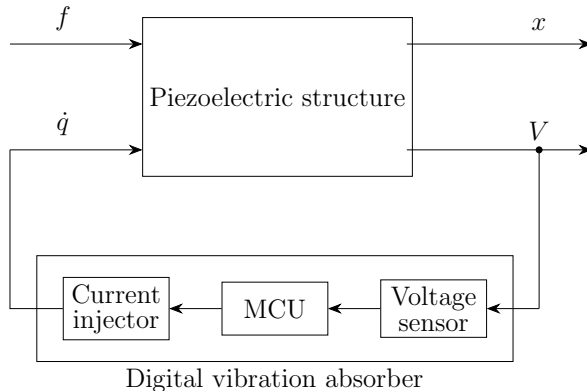 f
x
Piezoelectric structure
q̇
V
Current
injector
MCU
Voltage
sensor
Digital vibration absorber